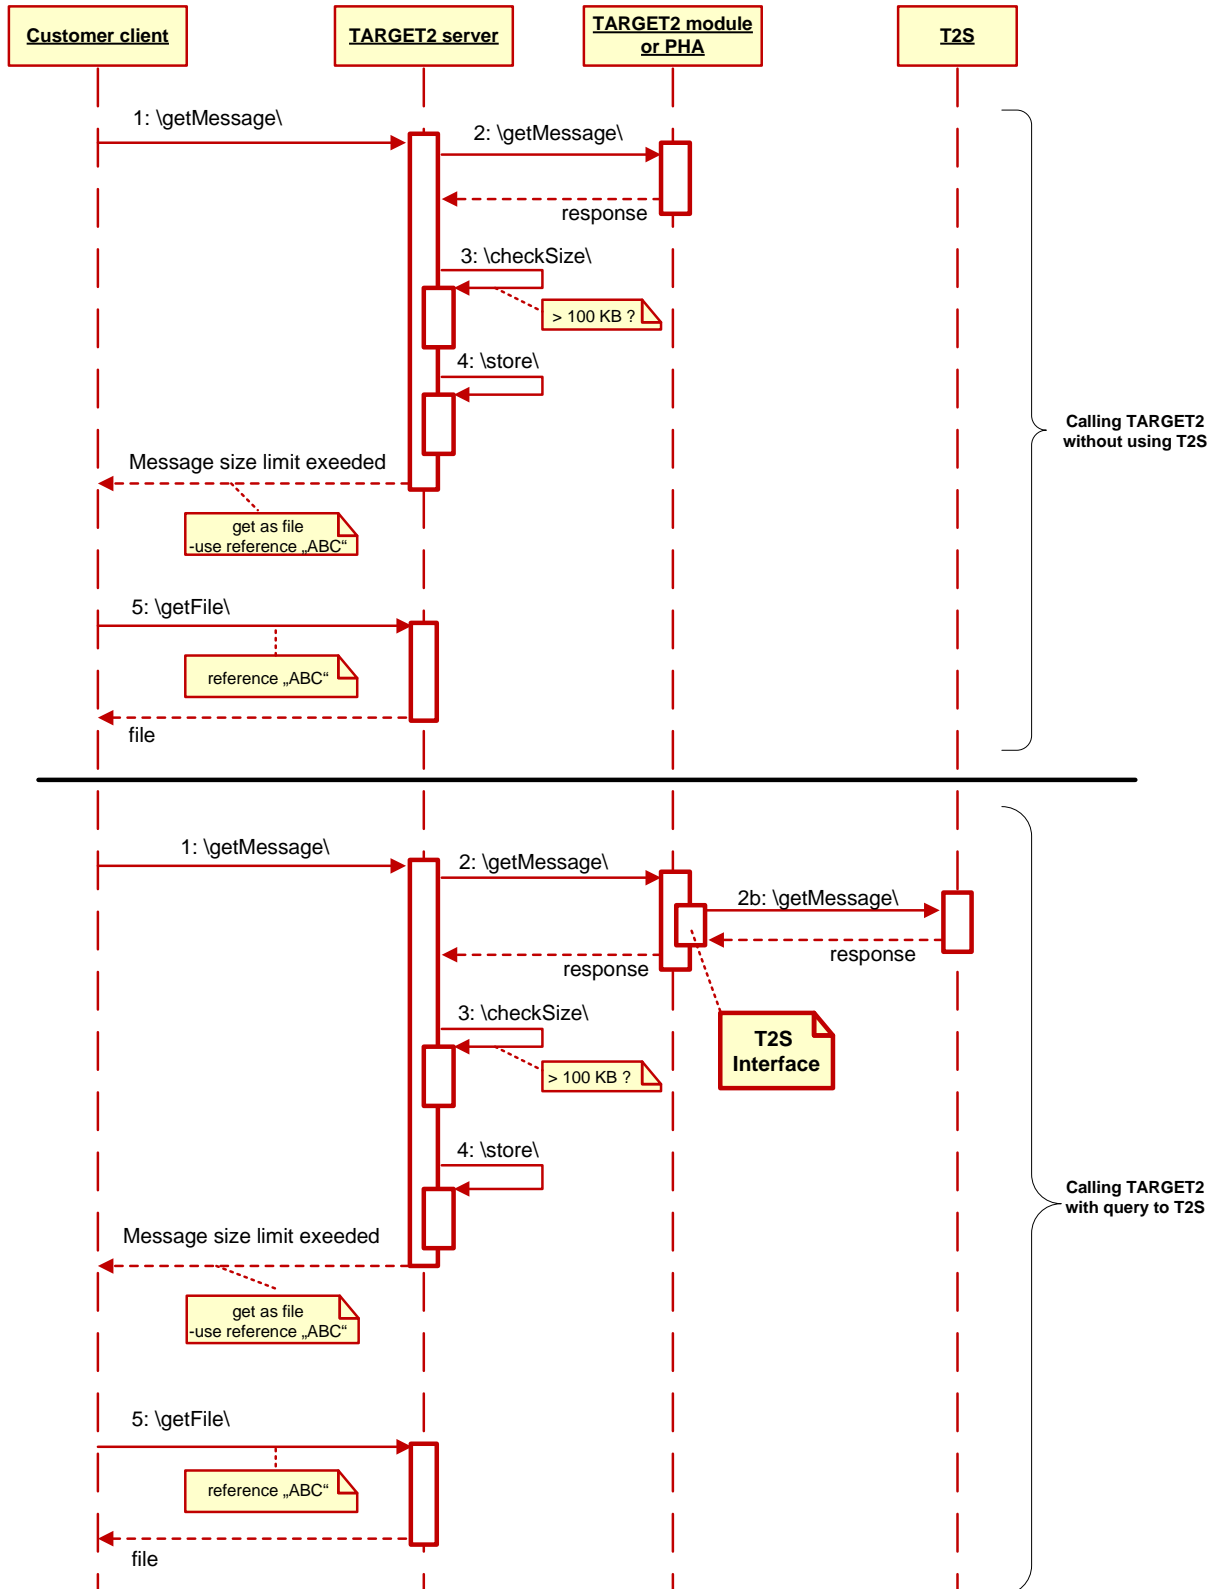 Customer client
TARGET2 server
TARGET2 module
or PHA
T2S
1: \getMessage\
2: \getMessage\
response
3: \checkSize\
> 100 KB ?
4: \store\
Calling TARGET2
without using T2S
Message size limit exeeded
get as file
-use reference „ABC“
5: \getFile\
reference „ABC“
file
1: \getMessage\
2: \getMessage\
2b: \getMessage\
response
response
3: \checkSize\
T2S
Interface
> 100 KB ?
4: \store\
Calling TARGET2
with query to T2S
Message size limit exeeded
get as file
-use reference „ABC“
5: \getFile\
reference „ABC“
file